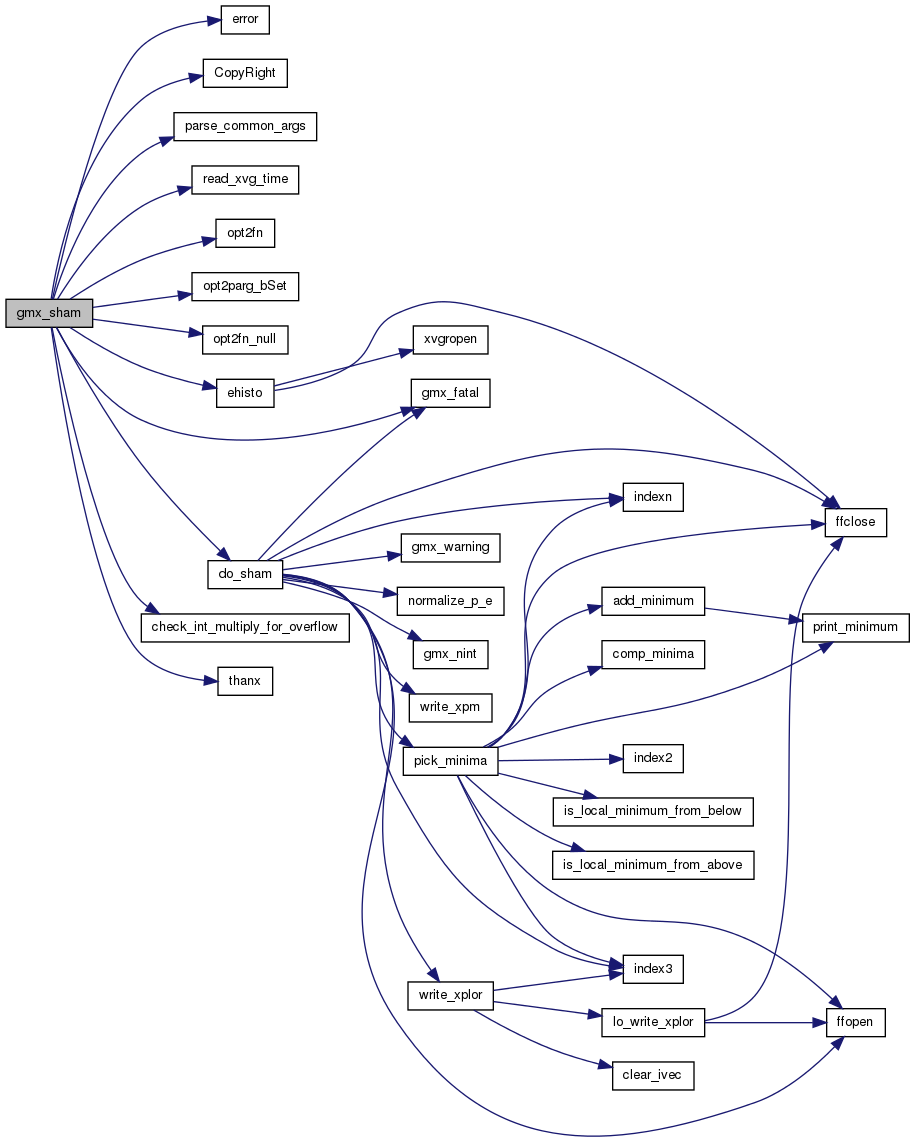 error
CopyRight
parse_common_args
read_xvg_time
opt2fn
opt2parg_bSet
gmx_sham
opt2fn_null
xvgropen
ehisto
gmx_fatal
indexn
ffclose
gmx_warning
do_sham
normalize_p_e
add_minimum
check_int_multiply_for_overflow
print_minimum
gmx_nint
comp_minima
thanx
write_xpm
pick_minima
index2
is_local_minimum_from_below
is_local_minimum_from_above
index3
write_xplor
lo_write_xplor
ffopen
clear_ivec